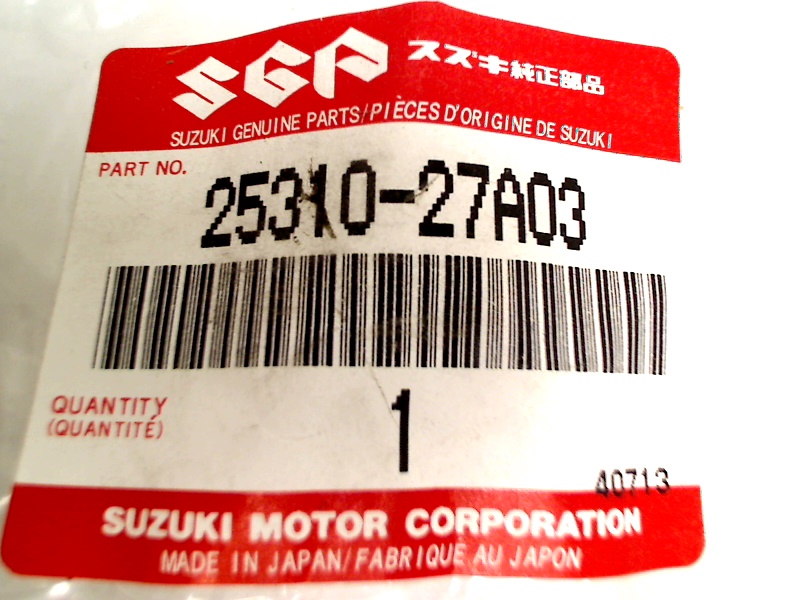 SGP スズキ純正部品
SUZUKI GENUINE PARTS/PIÈCES D'ORIGINE DE SUZUKI
PART NO.
25310-27A03
QUANTITY
(QUANTITÉ)
1
40713
SUZUKI MOTOR CORPORATION
MADE IN JAPAN/FABRIQUE AU JAPON